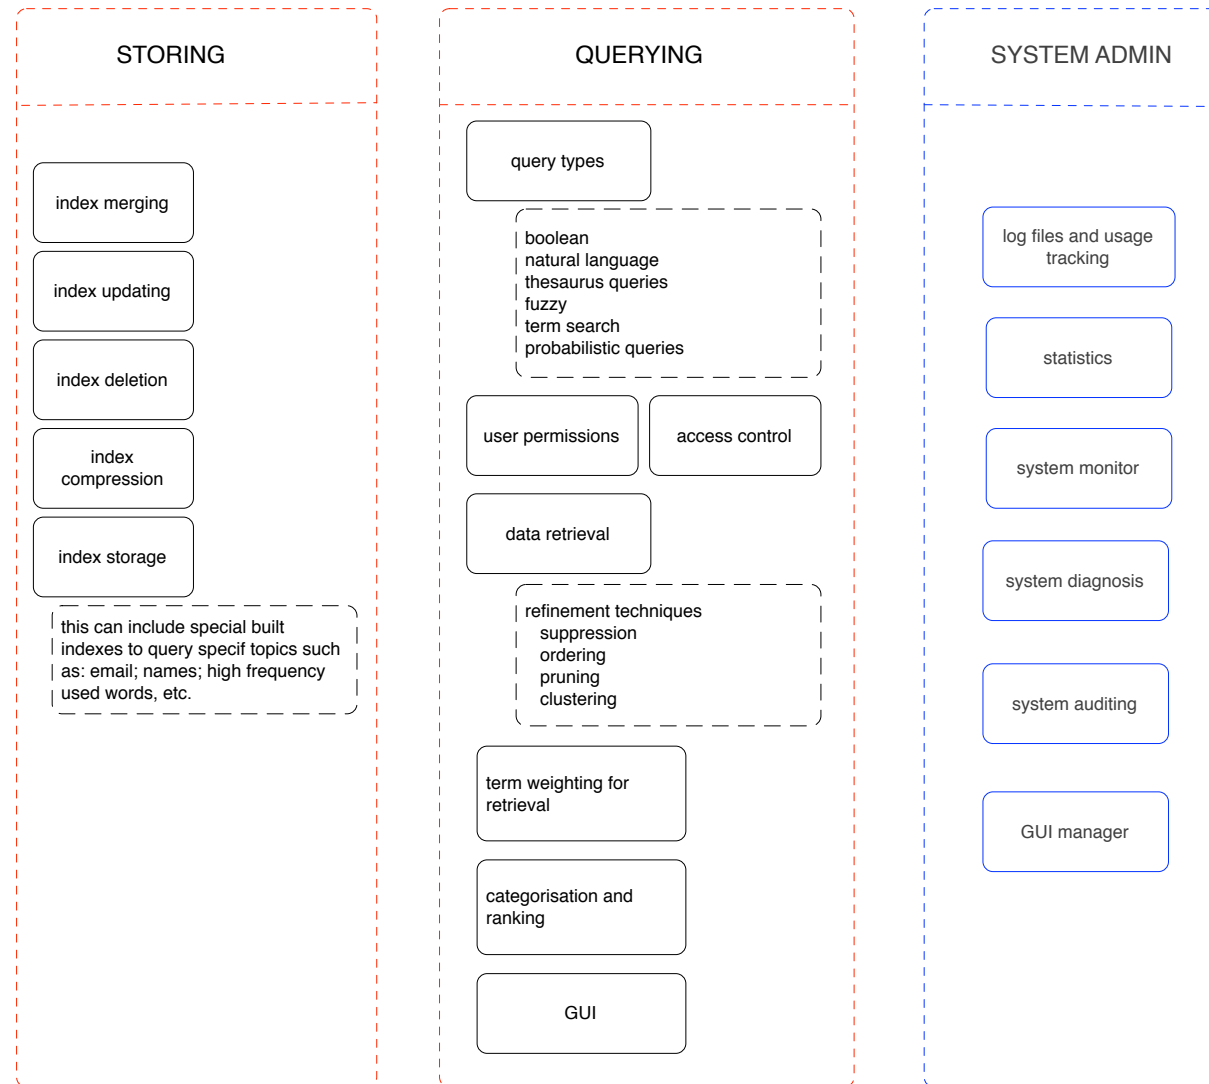 STORING
index merging
index updating
index deletion
index
compression
index storage
this can include special built
indexes to query specif topics such
as: email; names; high frequency
used words, etc.
QUERYING
query types
boolean
natural language
thesaurus queries
fuzzy
term search
probabilistic queries
user permissions
access control
data retrieval
refinement techniques
suppression
ordering
pruning
clustering
term weighting for
retrieval
categorisation and
ranking
GUI
SYSTEM ADMIN
log files and usage
tracking
statistics
system monitor
system diagnosis
system auditing
GUI manager